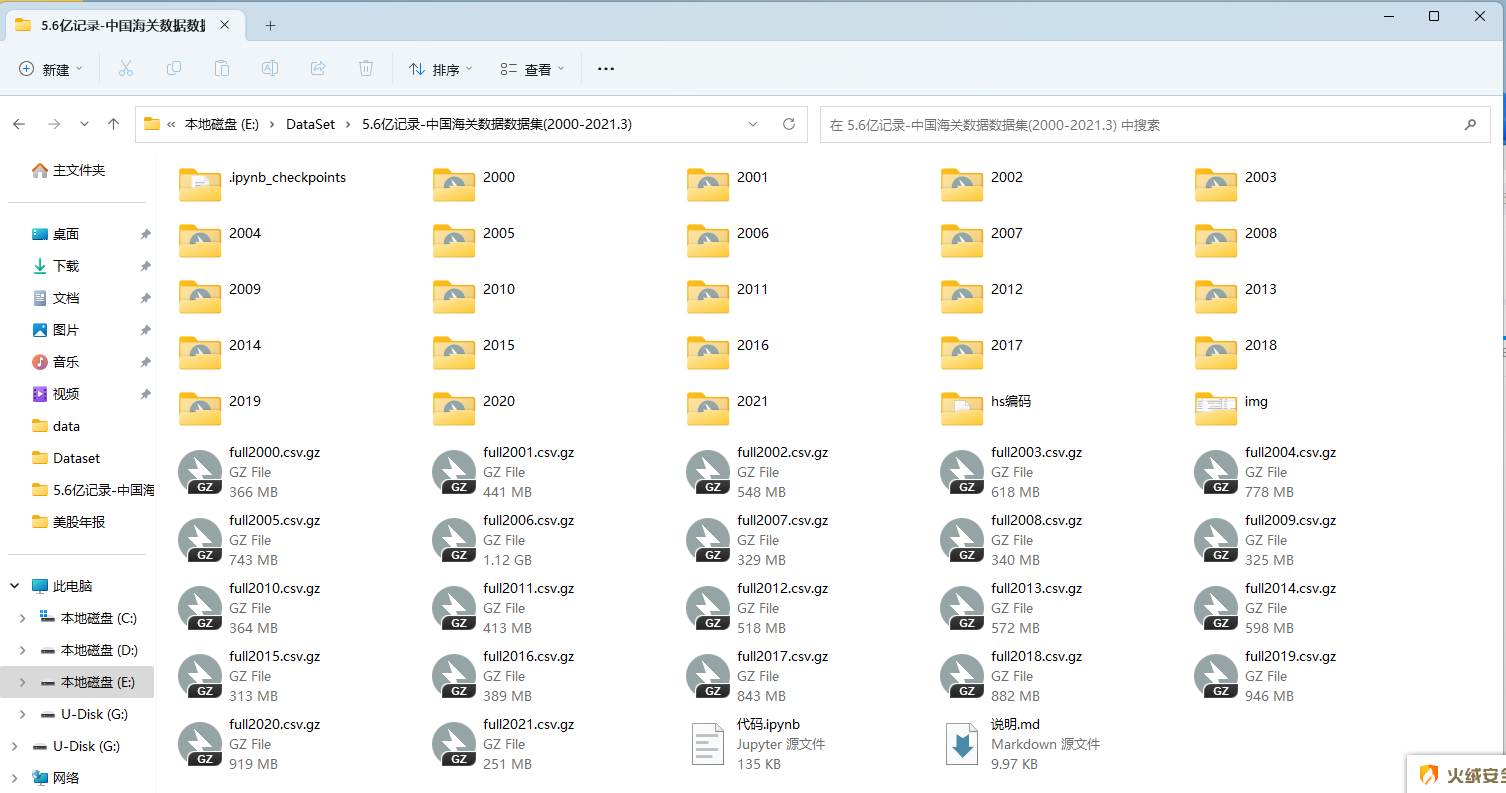 5.6亿记录-中国海关数据数据
新建
排序
查看
本地磁盘 (E:) DataSet 5.6亿记录-中国海关数据数据集(2000-2021.3)
在 5.6亿记录-中国海关数据数据集(2000-2021.3) 中搜索
主文件夹
桌面
下载
文档
图片
音乐
视频
data
Dataset
5.6亿记录-中国海
美股年报
此电脑
本地磁盘 (C:)
本地磁盘 (D:)
本地磁盘 (E:)
U-Disk (G:)
U-Disk (G:)
网络
.ipynb_checkpoints 2000 2001 2002 2003
2004 2005 2006 2007 2008
2009 2010 2011 2012 2013
2014 2015 2016 2017 2018
2019 2020 2021 hs编码 img
full2000.csv.gz full2001.csv.gz full2002.csv.gz full2003.csv.gz full2004.csv.gz
GZ File GZ File GZ File GZ File GZ File
GZ 366 MB GZ 441 MB GZ 548 MB GZ 618 MB GZ 778 MB
full2005.csv.gz full2006.csv.gz full2007.csv.gz full2008.csv.gz full2009.csv.gz
GZ File GZ File GZ File GZ File GZ File
GZ 743 MB GZ 1.12 GB GZ 329 MB GZ 340 MB GZ 325 MB
full2010.csv.gz full2011.csv.gz full2012.csv.gz full2013.csv.gz full2014.csv.gz
GZ File GZ File GZ File GZ File GZ File
GZ 364 MB GZ 413 MB GZ 518 MB GZ 572 MB GZ 598 MB
full2015.csv.gz full2016.csv.gz full2017.csv.gz full2018.csv.gz full2019.csv.gz
GZ File GZ File GZ File GZ File GZ File
GZ 313 MB GZ 389 MB GZ 843 MB GZ 882 MB GZ 946 MB
full2020.csv.gz full2021.csv.gz 代码.ipynb 说明.md
GZ File GZ File Jupyter 源文件 Markdown 源文件
GZ 919 MB GZ 251 MB 135 KB 9.97 KB
火绒安全